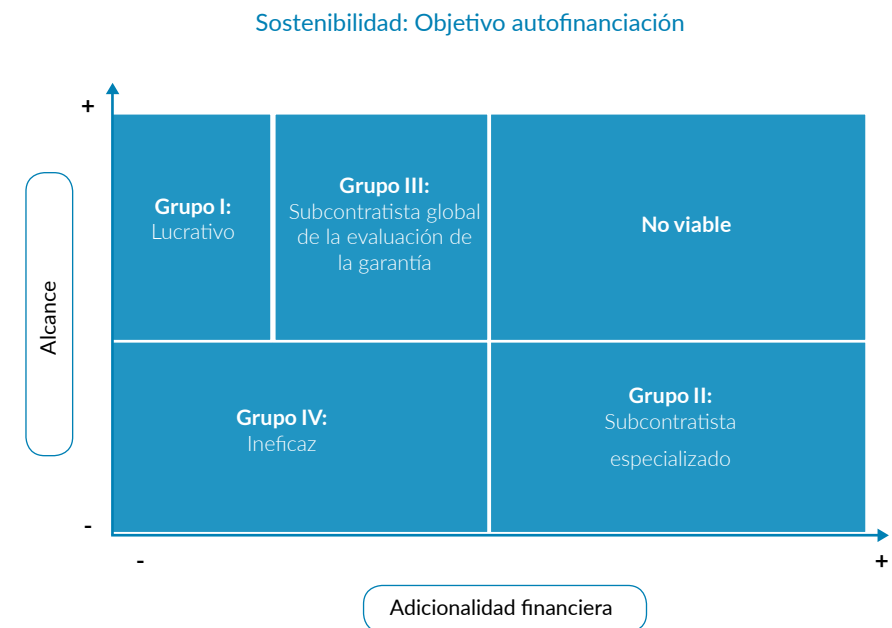 Sostenibilidad: Objetivo autofinanciación
+
Grupo I:
Lucrativo
Grupo III:
Subcontratista global
de la evaluación de
la garantía
No viable
Alcance
Grupo IV:
Ineficaz
Grupo II:
Subcontratista
especializado
-
-
+
Adicionalidad financiera